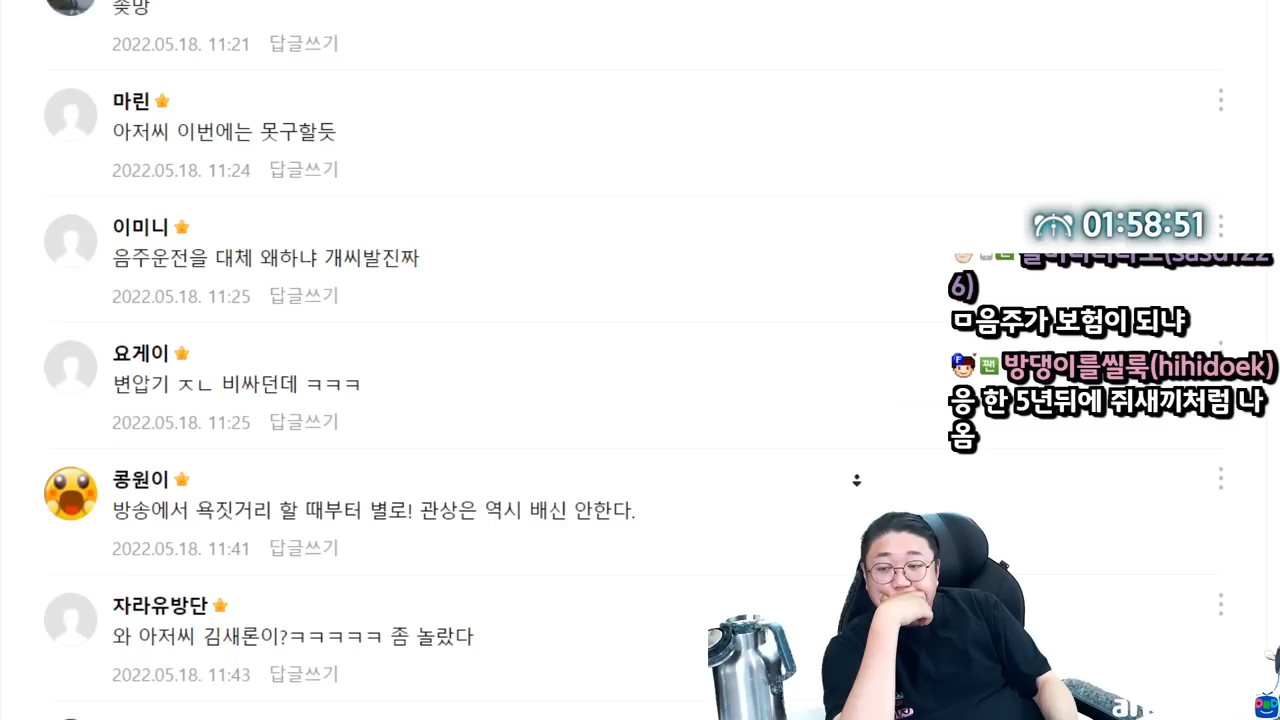 좆망
2022.05.18. 11:21 답글쓰기
마린
아저씨 이번에는 못구할듯
2022.05.18. 11:24 답글쓰기
이미니
음주운전을 대체 왜하냐 개씨발진짜
2022.05.18. 11:25 답글쓰기
요게이
변압기 ㅈㄴ 비싸던데 ㅋㅋㅋ
2022.05.18. 11:25 답글쓰기
콩원이
방송에서 욕짓거리 할 때부터 별로! 관상은 역시 배신 안한다.
2022.05.18. 11:41 답글쓰기
자라유방단
와 아저씨 김새론이?ㅋㅋㅋㅋㅋ 좀 놀랐다
2022.05.18. 11:43 답글쓰기
01:58:51
6)
ㅁ음주가 보험이 되냐
팬 방댕이를씰룩(hihidoek)
응 한 5년뒤에 쥐새끼처럼 나
옴